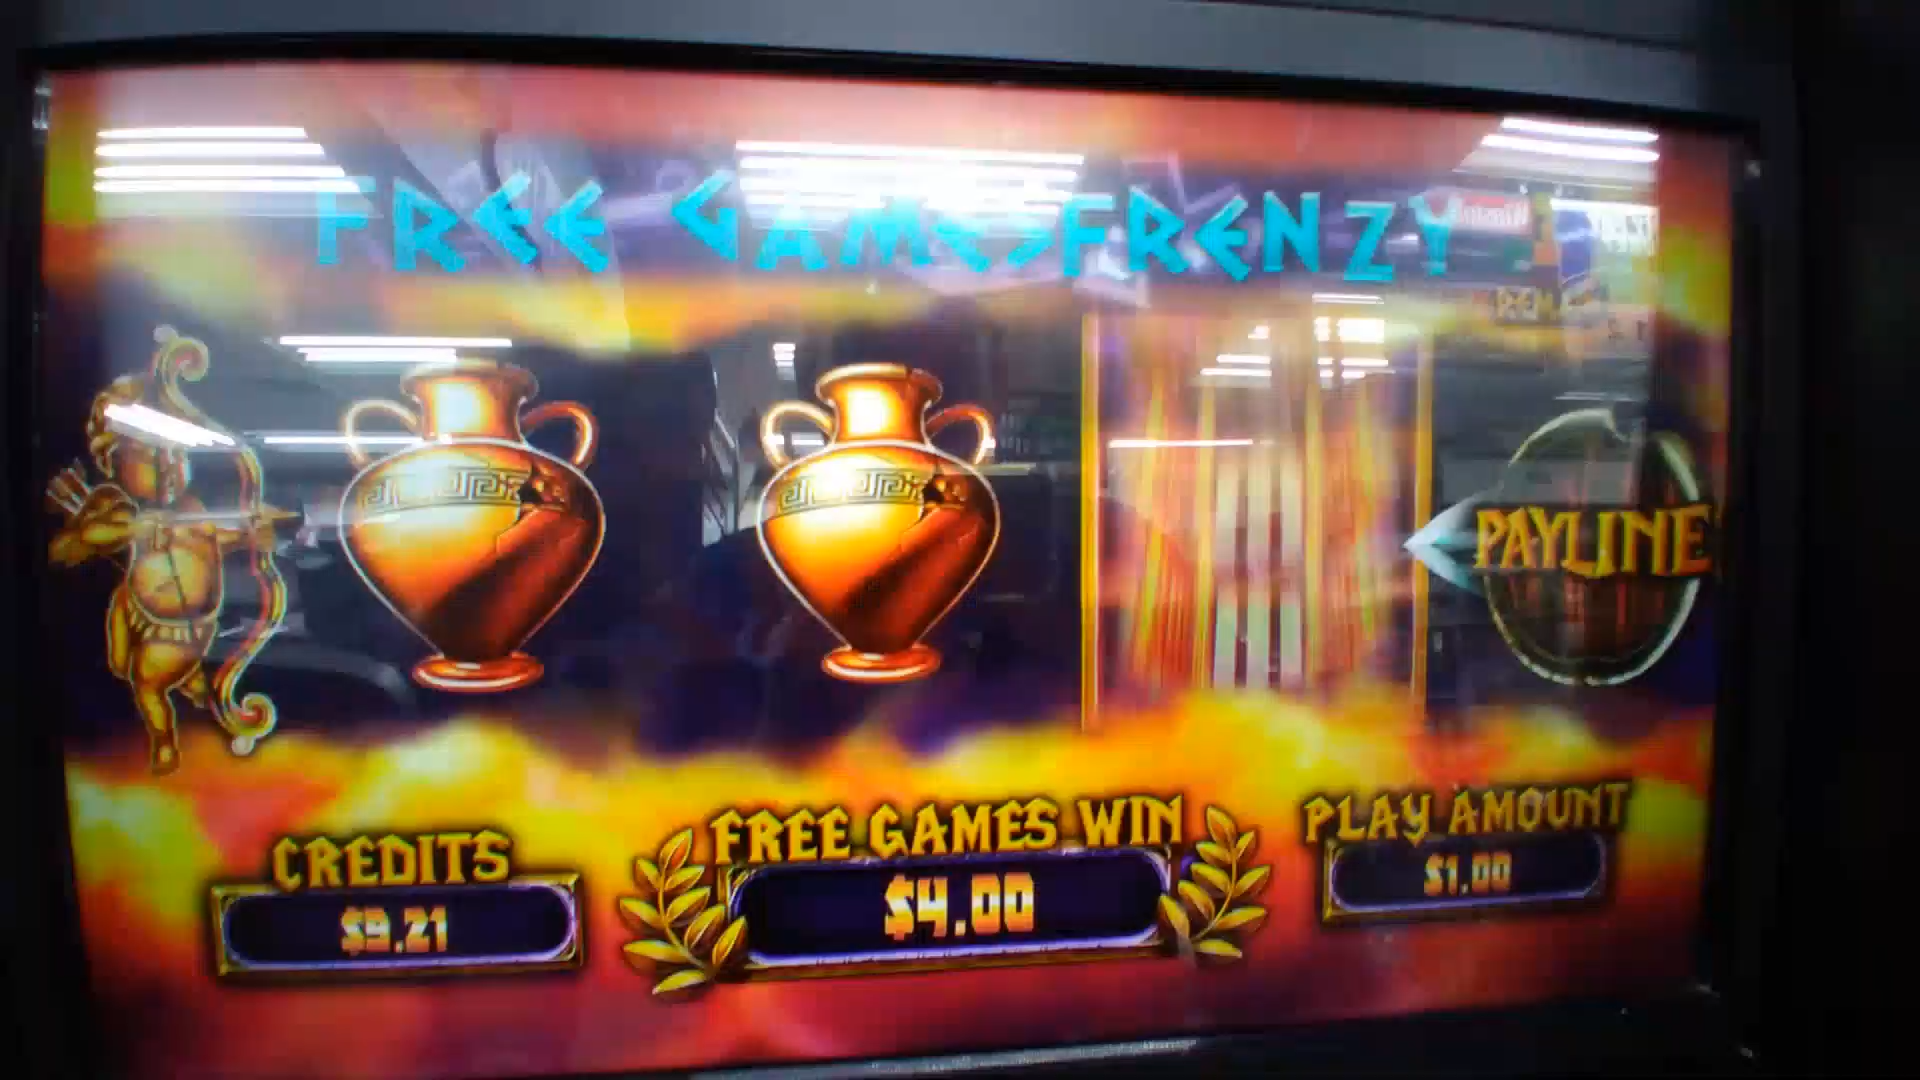 FREE GAMES FRENZY
PAYLINE
CREDITS
$9.21
FREE GAMES WIN
$4.00
PLAY AMOUNT
$1.00